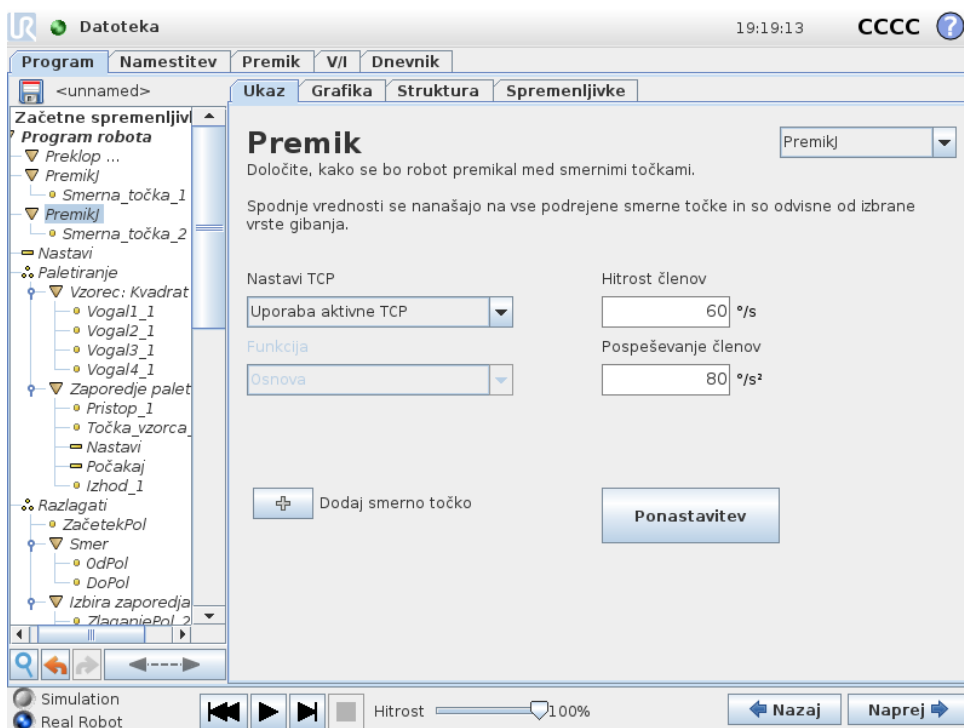 UR Datoteka 19:19:13 CCCC ?
Program Namestitev Premik V/I Dnevnik
<unnamed> Ukaz Grafika Struktura Spremenljivke
Začetne spremenljivl
Program robota
Preklop ...
PremikJ
Smerna_točka_1
PremikJ
Smerna_točka_2
Nastavi
Paletiranje
Vzorec: Kvadrat
Vogal1_1
Vogal2_1
Vogal3_1
Vogal4_1
Zaporedje palet
Pristop_1
Točka_vzorca_
Nastavi
Počakaj
Izhod_1
Razlagati
ZačetekPol
Smer
OdPol
DoPol
Izbira zaporedja
ZlaganjePol_2
Premik
PremikJ
Določite, kako se bo robot premikal med smernimi točkami.
Spodnje vrednosti se nanašajo na vse podrejene smerne točke in so odvisne od izbrane
vrste gibanja.
Nastavi TCP
Uporaba aktivne TCP
Funkcija
Osnova
Hitrost členov
60 °/s
Pospeševanje členov
80 °/s²
Dodaj smerno točko
Ponastavitev
Simulation
Real Robot
Hitrost 100%
Nazaj
Naprej